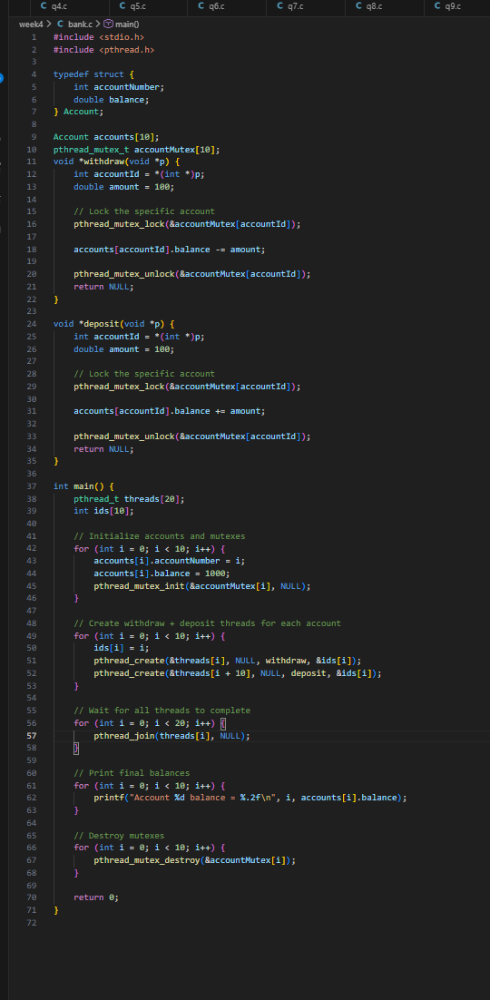 q4.c q5.c q6.c q7.c q8.c q9.c
week4 > C bank.c > main()
1 #include <stdio.h>
2 #include <pthread.h>
3
4 typedef struct {
5 int accountNumber;
6 double balance;
7 } Account;
8
9 Account accounts[10];
10 pthread_mutex_t accountMutex[10];
11 void *withdraw(void *p) {
12 int accountId = *(int *)p;
13 double amount = 100;
14
15 // Lock the specific account
16 pthread_mutex_lock(&accountMutex[accountId]);
17
18 accounts[accountId].balance -= amount;
19
20 pthread_mutex_unlock(&accountMutex[accountId]);
21 return NULL;
22 }
23
24 void *deposit(void *p) {
25 int accountId = *(int *)p;
26 double amount = 100;
27
28 // Lock the specific account
29 pthread_mutex_lock(&accountMutex[accountId]);
30
31 accounts[accountId].balance += amount;
32
33 pthread_mutex_unlock(&accountMutex[accountId]);
34 return NULL;
35 }
36
37 int main() {
38 pthread_t threads[20];
39 int ids[10];
40
41 // Initialize accounts and mutexes
42 for (int i = 0; i < 10; i++) {
43 accounts[i].accountNumber = i;
44 accounts[i].balance = 1000;
45 pthread_mutex_init(&accountMutex[i], NULL);
46 }
47
48 // Create withdraw + deposit threads for each account
49 for (int i = 0; i < 10; i++) {
50 ids[i] = i;
51 pthread_create(&threads[i], NULL, withdraw, &ids[i]);
52 pthread_create(&threads[i + 10], NULL, deposit, &ids[i]);
53 }
54
55 // Wait for all threads to complete
56 for (int i = 0; i < 20; i++) {
57 pthread_join(threads[i], NULL);
58 }
59
60 // Print final balances
61 for (int i = 0; i < 10; i++) {
62 printf("Account %d balance = %.2f\n", i, accounts[i].balance);
63 }
64
65 // Destroy mutexes
66 for (int i = 0; i < 10; i++) {
67 pthread_mutex_destroy(&accountMutex[i]);
68 }
69
70 return 0;
71 }
72